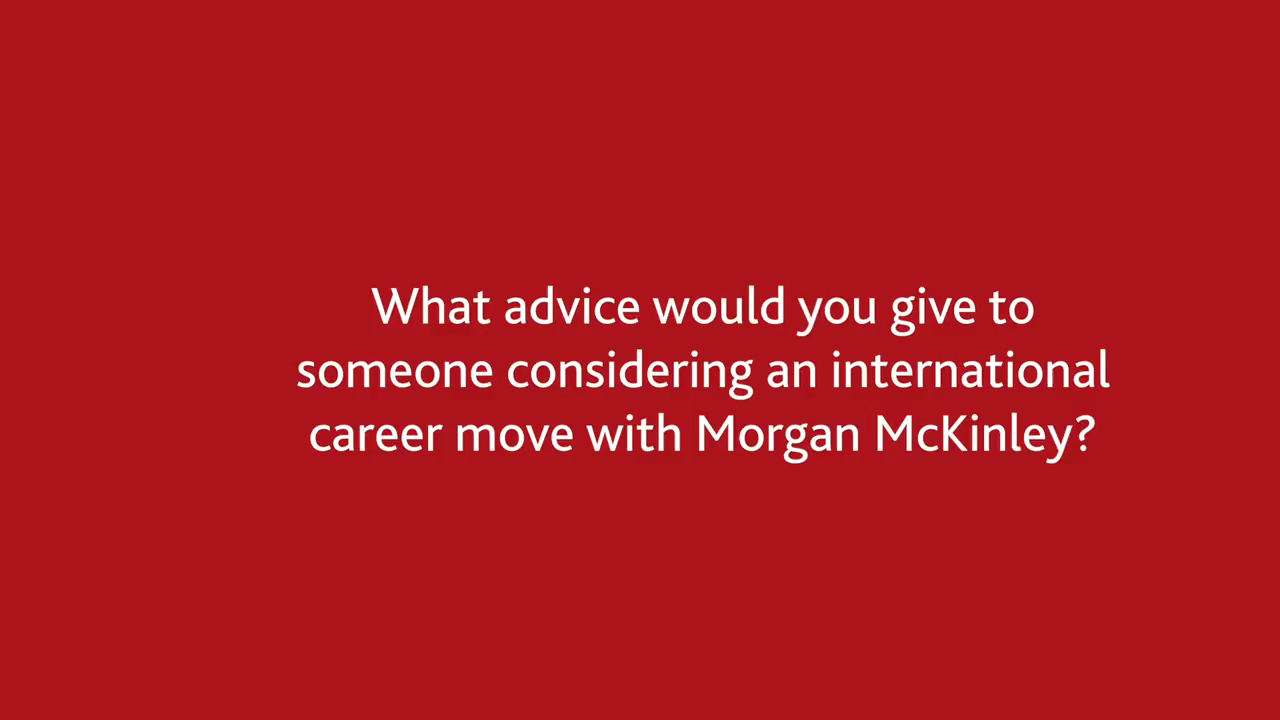 What advice would you give to
someone considering an international
career move with Morgan McKinley?